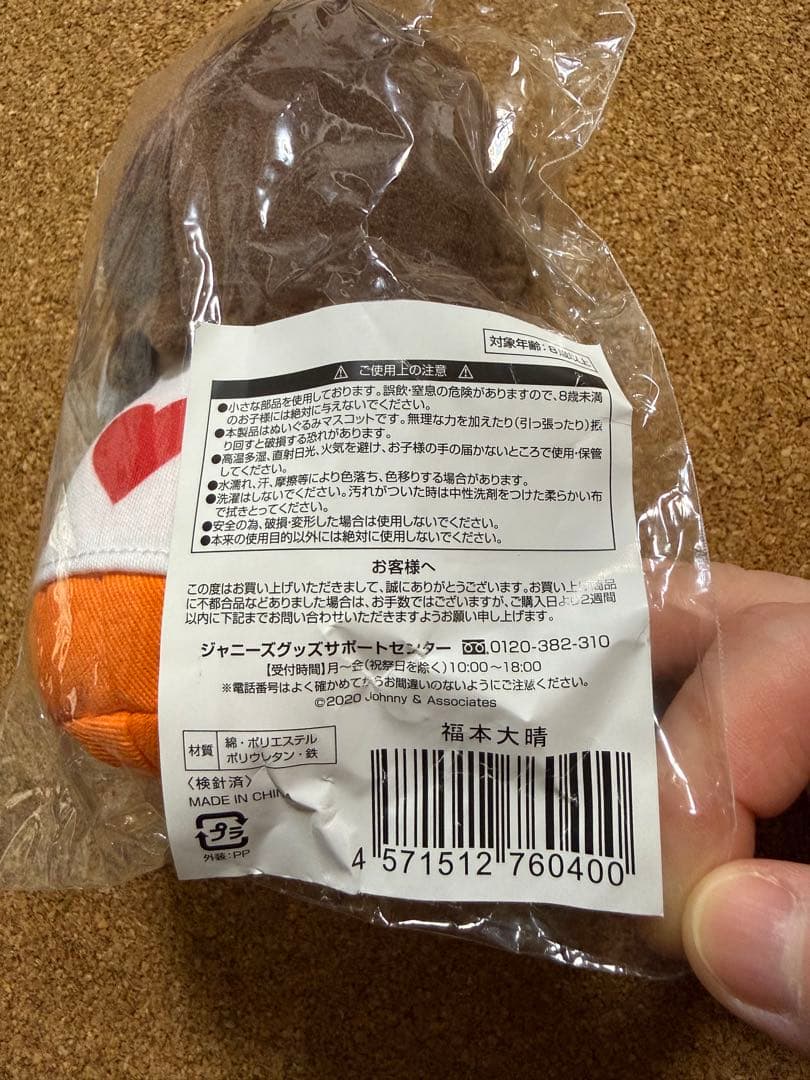 対象年齢:8歳以上
⚠ ご使用上の注意 ⚠
●小さな部品を使用しております。誤飲・窒息の危険がありますので、8歳未満
のお子様には絶対に与えないでください。
●本製品はぬいぐるみマスコットです。無理な力を加えたり(引っ張ったり)振
り回すと破損する恐れがあります。
●高温多湿、直射日光、火気を避け、お子様の手の届かないところで使用・保管
してください。
●水濡れ、汗、摩擦等により色落ち、色移りする場合があります。
●洗濯はしないでください。汚れがついた時は中性洗剤をつけた柔らかい布
で拭きとってください。
●安全の為、破損・変形した場合は使用しないでください。
●本来の使用目的以外には絶対に使用しないでください。
お客様へ
この度はお買い上げいただきまして、誠にありがとうございます。お買い上げ商品
に不都合品などありました場合は、お手数ではございますが、ご購入日より2週間
以内に下記までお問い合わせいただきますようお願い申し上げます。
ジャニーズグッズサポートセンター 0120-382-310
【受付時間】月~金(祝祭日を除く)10:00~18:00
※電話番号はよく確かめてからお間違いのないようにご注意ください。
©2020 Johnny & Associates
福本大晴
材質 綿・ポリエステル
ポリウレタン・鉄
〈検針済〉
MADE IN CHINA
プラ
外装:PP
4 571512 760400